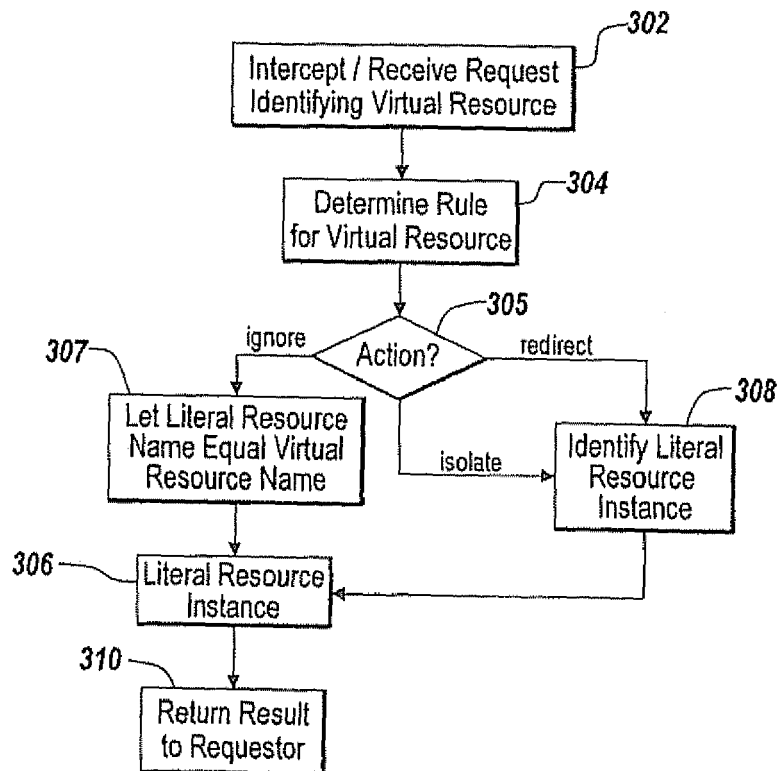 302
Intercept / Receive Request
Identifying Virtual Resource
304
Determine Rule
for Virtual Resource
305
Action?
ignore
redirect
isolate
307
Let Literal Resource
Name Equal Virtual
Resource Name
308
Identify Literal
Resource
Instance
306
Literal Resource
Instance
310
Return Result
to Requestor